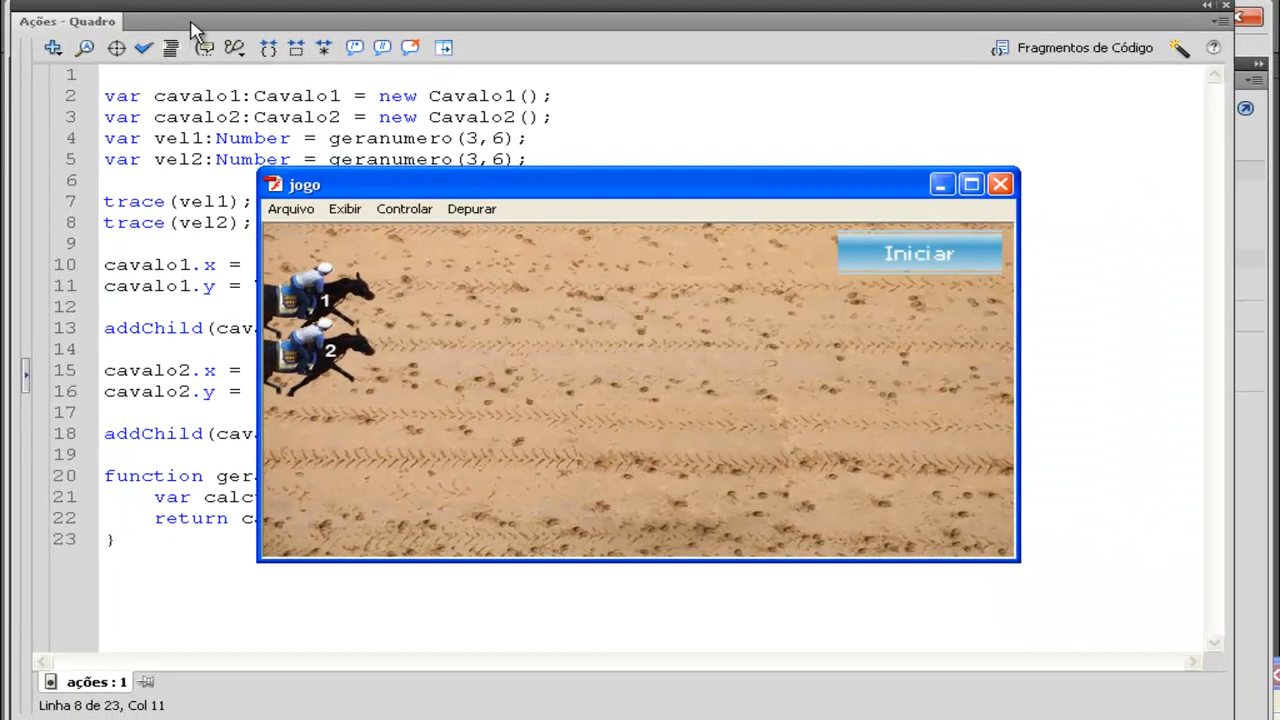 Ações - Quadro
Fragmentos de Código
1
2 var cavalo1:Cavalo1 = new Cavalo1();
3 var cavalo2:Cavalo2 = new Cavalo2();
4 var vel1:Number = geranumero(3,6);
5 var vel2:Number = geranumero(3,6);
6
7 trace(vel1);
8 trace(vel2);
9
10 cavalo1.x =
11 cavalo1.y =
12
13 addChild(cav
14
15 cavalo2.x =
16 cavalo2.y =
17
18 addChild(cav
19
20 function ger
21 var calc
22 return c
23 }
jogo
Arquivo Exibir Controlar Depurar
Iniciar
1
2
ações : 1
Linha 8 de 23, Col 11